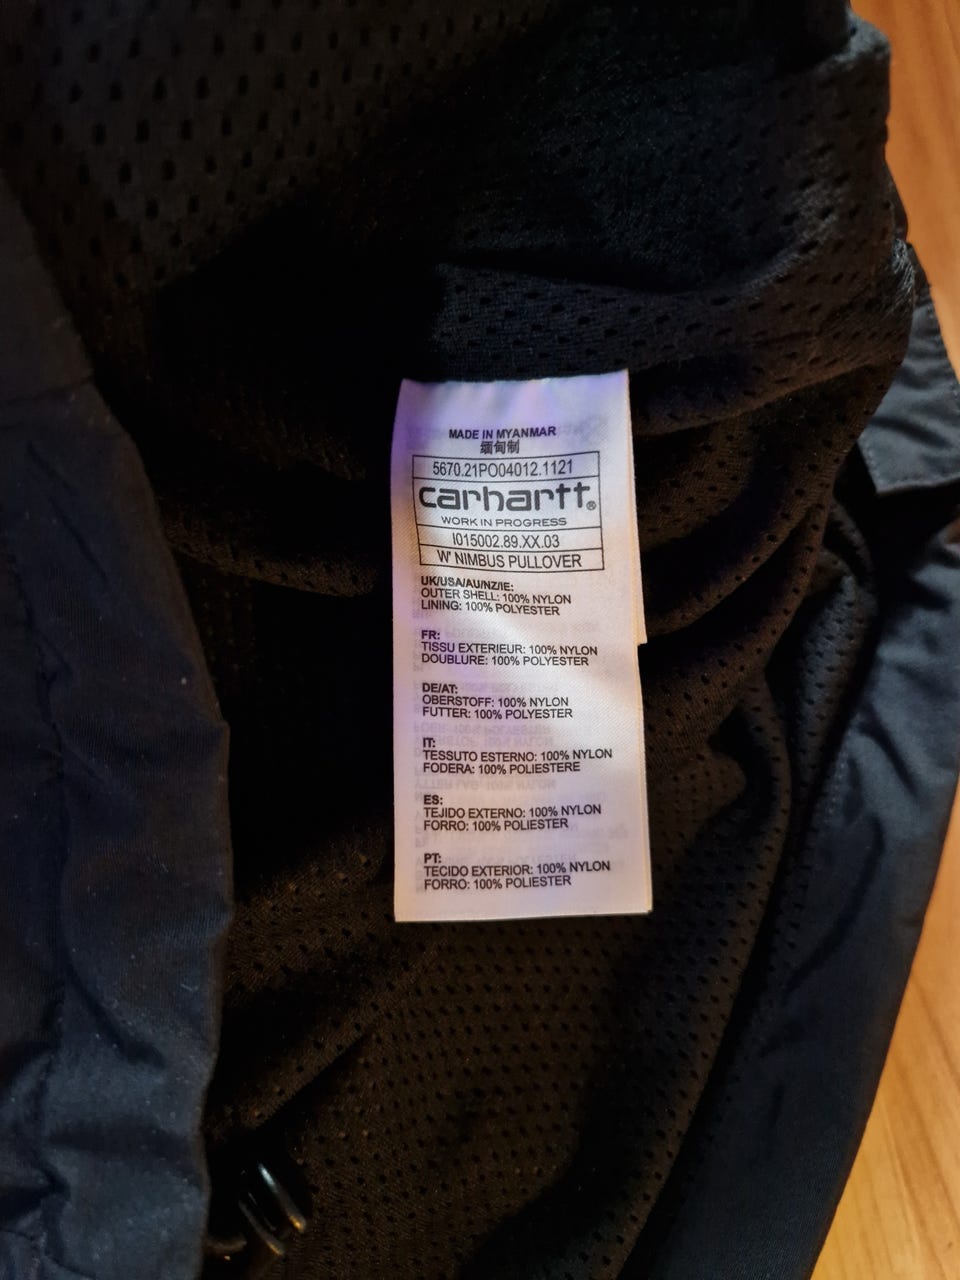 MADE IN MYANMAR
缅甸制
5670.21PO04012.1121
carhartt®
WORK IN PROGRESS
I015002.89.XX.03
W' NIMBUS PULLOVER
UK/USA/AU/NZ/IE:
OUTER SHELL: 100% NYLON
LINING: 100% POLYESTER
FR:
TISSU EXTERIEUR: 100% NYLON
DOUBLURE: 100% POLYESTER
DE/AT:
OBERSTOFF: 100% NYLON
FUTTER: 100% POLYESTER
IT:
TESSUTO ESTERNO: 100% NYLON
FODERA: 100% POLIESTERE
ES:
TEJIDO EXTERNO: 100% NYLON
FORRO: 100% POLIESTER
PT:
TECIDO EXTERIOR: 100% NYLON
FORRO: 100% POLIESTER